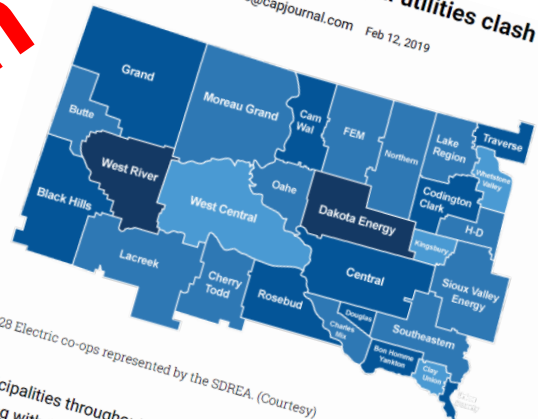 utilities clash
@capjournal.com Feb 12, 2019
Grand
Moreau Grand
Cam
Wal
FEM
Northern
Lake
Region
Traverse
Whetstone
Valley
Butte
West River
West Central
Oahe
Dakota Energy
Codington
Clark
H-D
Kingsbury
Black Hills
Lacreek
Cherry
Todd
Rosebud
Central
Sioux Valley
Energy
Douglas
Charles
Mix
Southeastern
Bon Homme
Yankton
Clay
Union
28 Electric co-ops represented by the SDREA. (Courtesy)